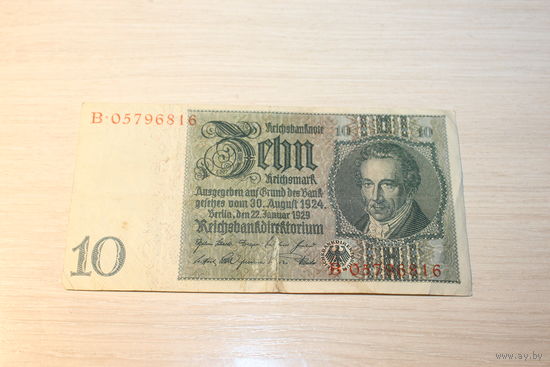 B·05796816
Reichsbanknote
Zehn
Reichsmark
Ausgegeben auf Grund des Bank
gesetzes vom 30. August 1924.
Berlin, den 22. Januar 1929
Reichsbankdirektorium
10 10
10
B·05796816
www.ay.by